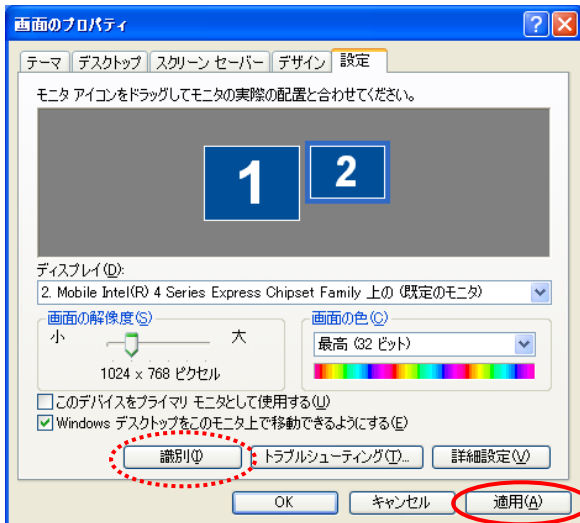 画面のプロパティ
テーマ デスクトップ スクリーン セーバー デザイン 設定
モニタ アイコンをドラッグしてモニタの実際の配置と合わせてください。
1 2
ディスプレイ(D):
2. Mobile Intel(R) 4 Series Express Chipset Family 上の (既定のモニタ)
画面の解像度(S) 画面の色(C)
小 大 最高 (32 ビット)
1024 x 768 ピクセル
このデバイスをプライマリ モニタとして使用する(U)
Windows デスクトップをこのモニタ上で移動できるようにする(E)
識別(I) トラブルシューティング(T)... 詳細設定(V)
OK キャンセル 適用(A)